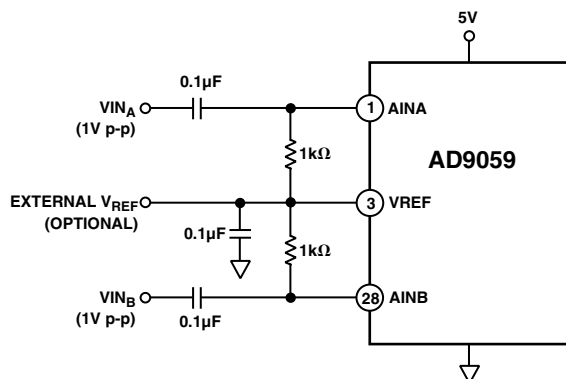 5V
0.1µF
VINA
(1V p-p)
1
AINA
1kΩ
AD9059
EXTERNAL VREF
(OPTIONAL)
3
VREF
0.1µF
1kΩ
VINB
(1V p-p)
0.1µF
28
AINB